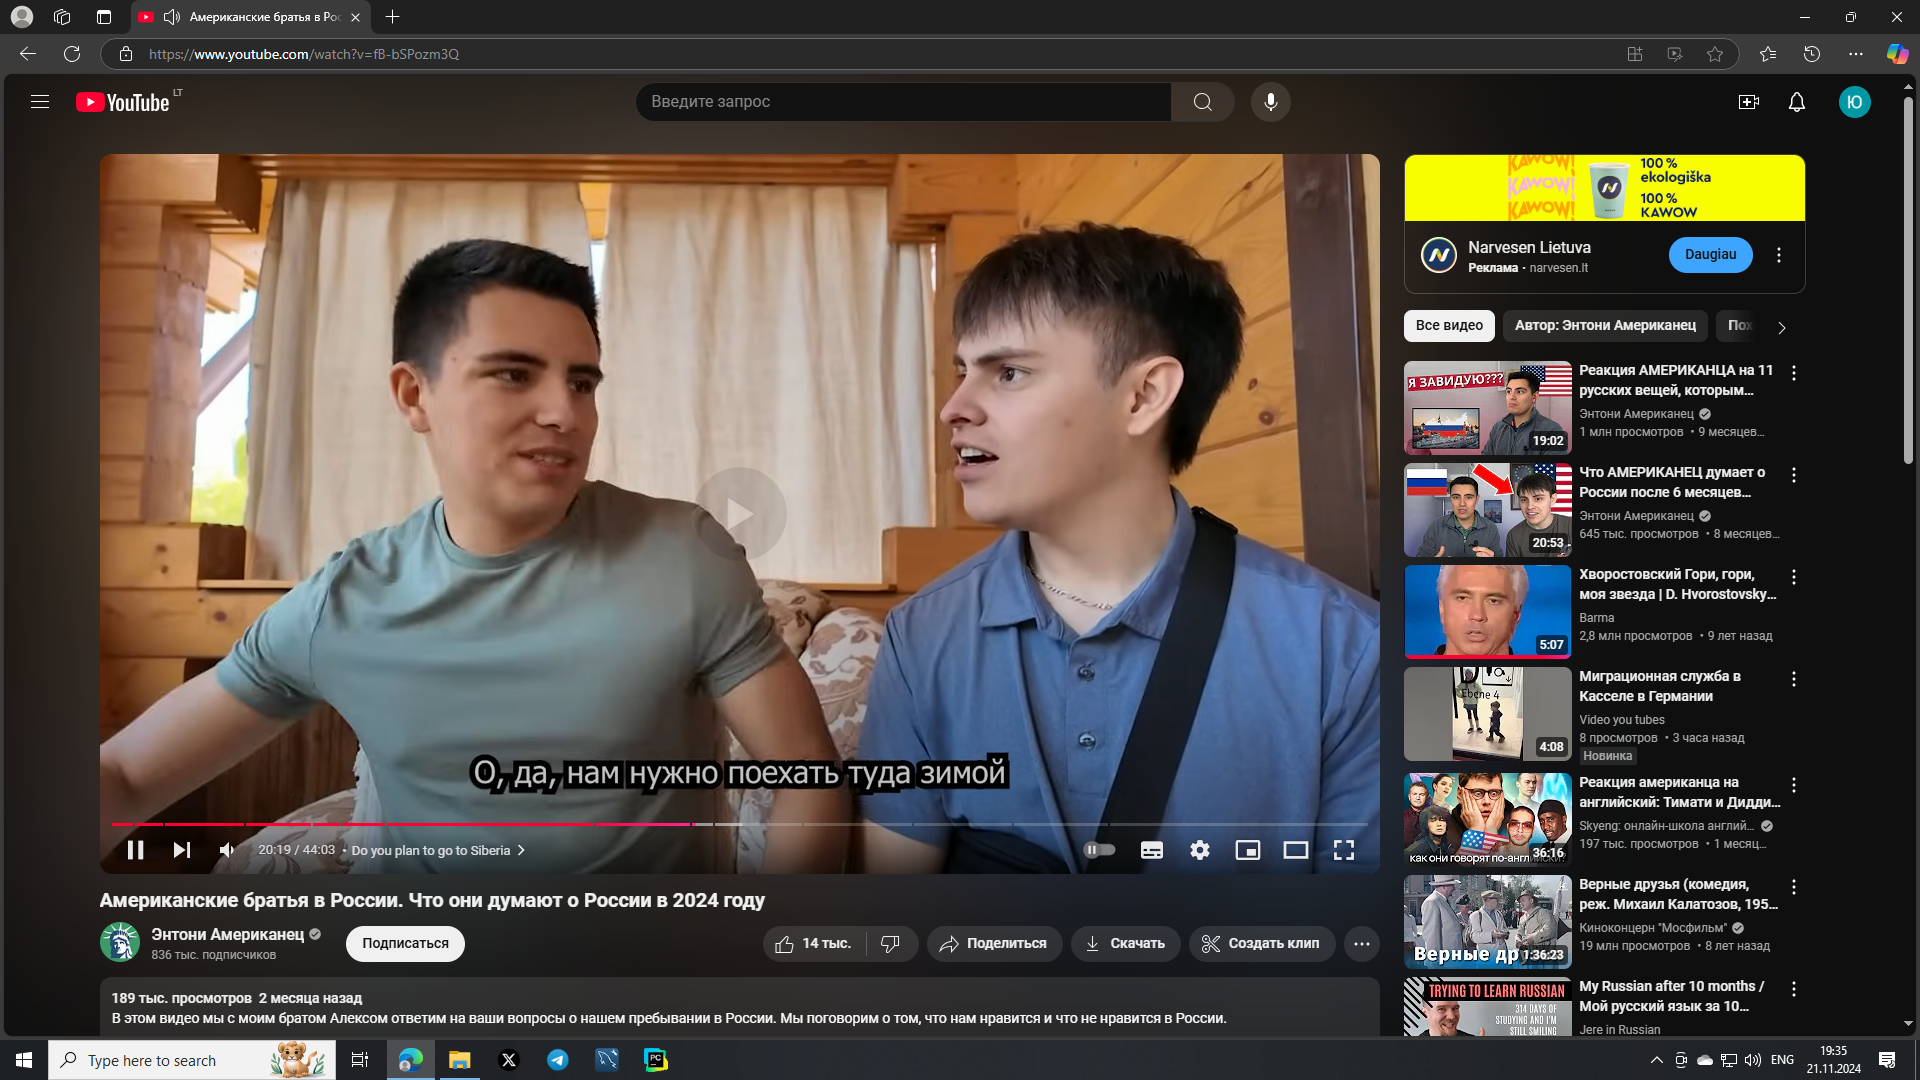 Американские братья в Рос
https://www.youtube.com/watch?v=fB-bSPozm3Q
YouTube LT
Введите запрос
Ю
KAWOW!
KAWOW!
KAWOW!
100 %
ekologiška
100 %
KAWOW
Narvesen Lietuva
Реклама • narvesen.lt
Daugiau
Все видео
Автор: Энтони Американец
Пох
Я ЗАВИДУЮ???
19:02
Реакция АМЕРИКАНЦА на 11
русских вещей, которым...
Энтони Американец
1 млн просмотров • 9 месяцев...
20:53
Что АМЕРИКАНЕЦ думает о
России после 6 месяцев...
Энтони Американец
645 тыс. просмотров • 8 месяцев...
5:07
Хворостовский Гори, гори,
моя звезда | D. Hvorostovsky...
Barma
2,8 млн просмотров • 9 лет назад
Ebene 4
4:08
Миграционная служба в
Касселе в Германии
Video you tubes
8 просмотров • 3 часа назад
Новинка
как они говорят по-английски?
36:16
Реакция американца на
английский: Тимати и Дидди...
Skyeng: онлайн-школа англий...
197 тыс. просмотров • 1 месяц...
Верные др
1:36:23
Верные друзья (комедия,
реж. Михаил Калатозов, 195...
Киноконцерн "Мосфильм"
19 млн просмотров • 8 лет назад
TRYING TO LEARN RUSSIAN
314 DAYS OF
STUDYING AND I'M
STILL SMILING
My Russian after 10 months /
Мой русский язык за 10...
Jere in Russian
О, да, нам нужно поехать туда зимой
20:19 / 44:03 • Do you plan to go to Siberia
Американские братья в России. Что они думают о России в 2024 году
Энтони Американец
836 тыс. подписчиков
Подписаться
14 тыс.
Поделиться
Скачать
Создать клип
189 тыс. просмотров 2 месяца назад
В этом видео мы с моим братом Алексом ответим на ваши вопросы о нашем пребывании в России. Мы поговорим о том, что нам нравится и что не нравится в России.
Type here to search
PC
ENG
19:35
21.11.2024